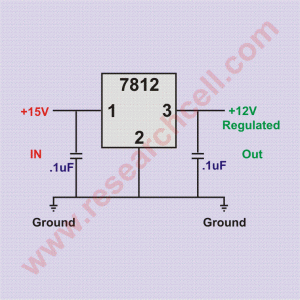 7812
+15V
1
3
+12V
Regulated
2
IN
.1uF
.1uF
Out
Ground
Ground
www.researchcell.com